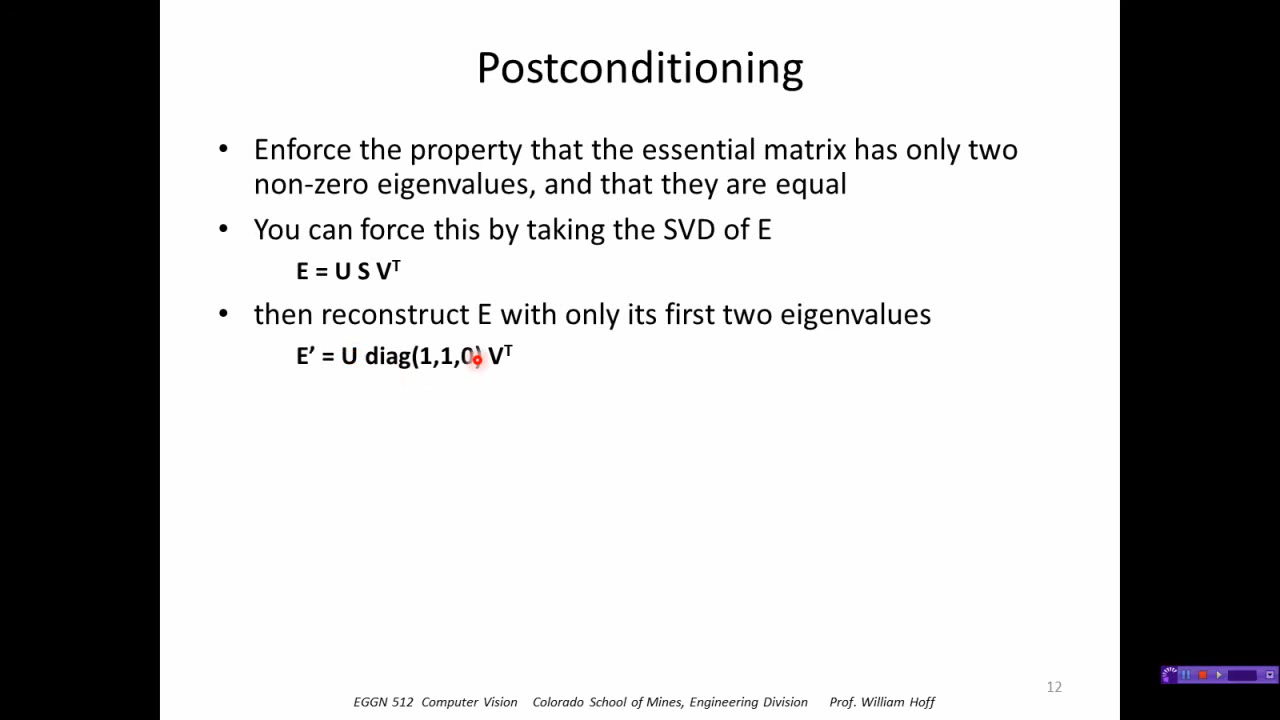 Postconditioning
• Enforce the property that the essential matrix has only two
non-zero eigenvalues, and that they are equal
• You can force this by taking the SVD of E
E = U S Vᵀ
• then reconstruct E with only its first two eigenvalues
E’ = U diag(1,1,0) Vᵀ
12
EGGN 512 Computer Vision Colorado School of Mines, Engineering Division Prof. William Hoff